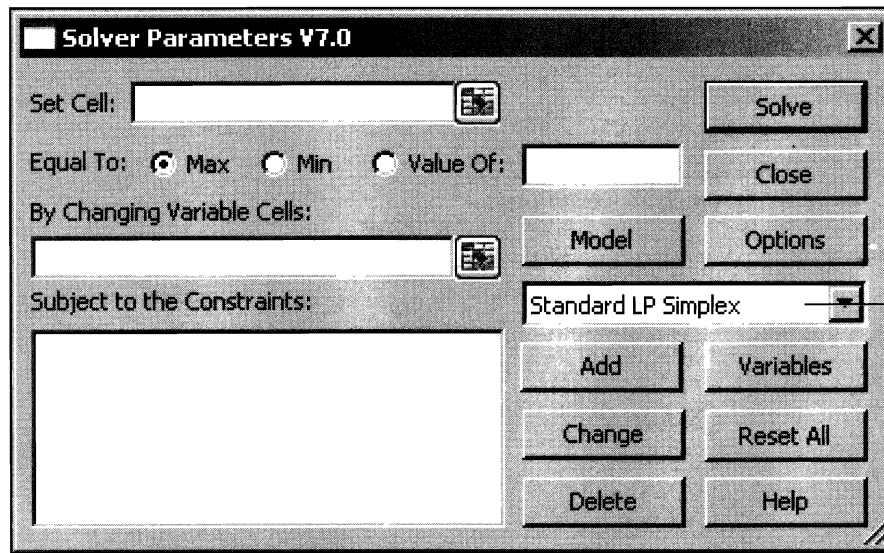 Solver Parameters V7.0
Set Cell:
Solve
Equal To: Max Min Value Of:
Close
By Changing Variable Cells:
Model Options
Subject to the Constraints:
Standard LP Simplex
Add Variables
Change Reset All
Delete Help